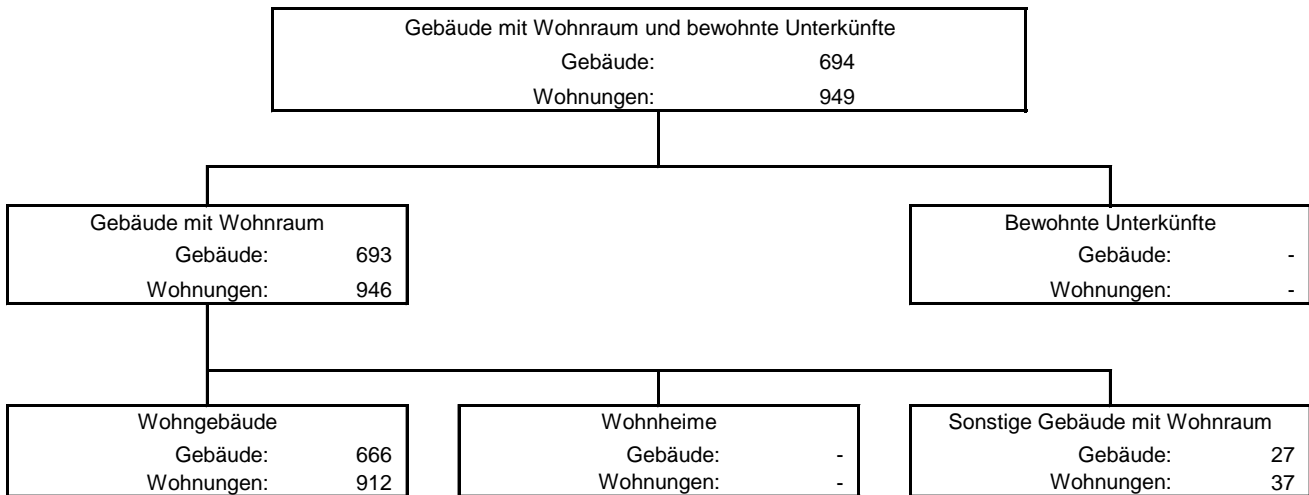 Gebäude mit Wohnraum und bewohnte Unterkünfte
Gebäude: 694
Wohnungen: 949
Gebäude mit Wohnraum
Gebäude: 693
Wohnungen: 946
Bewohnte Unterkünfte
Gebäude: -
Wohnungen: -
Wohngebäude
Gebäude: 666
Wohnungen: 912
Wohnheime
Gebäude: -
Wohnungen: -
Sonstige Gebäude mit Wohnraum
Gebäude: 27
Wohnungen: 37